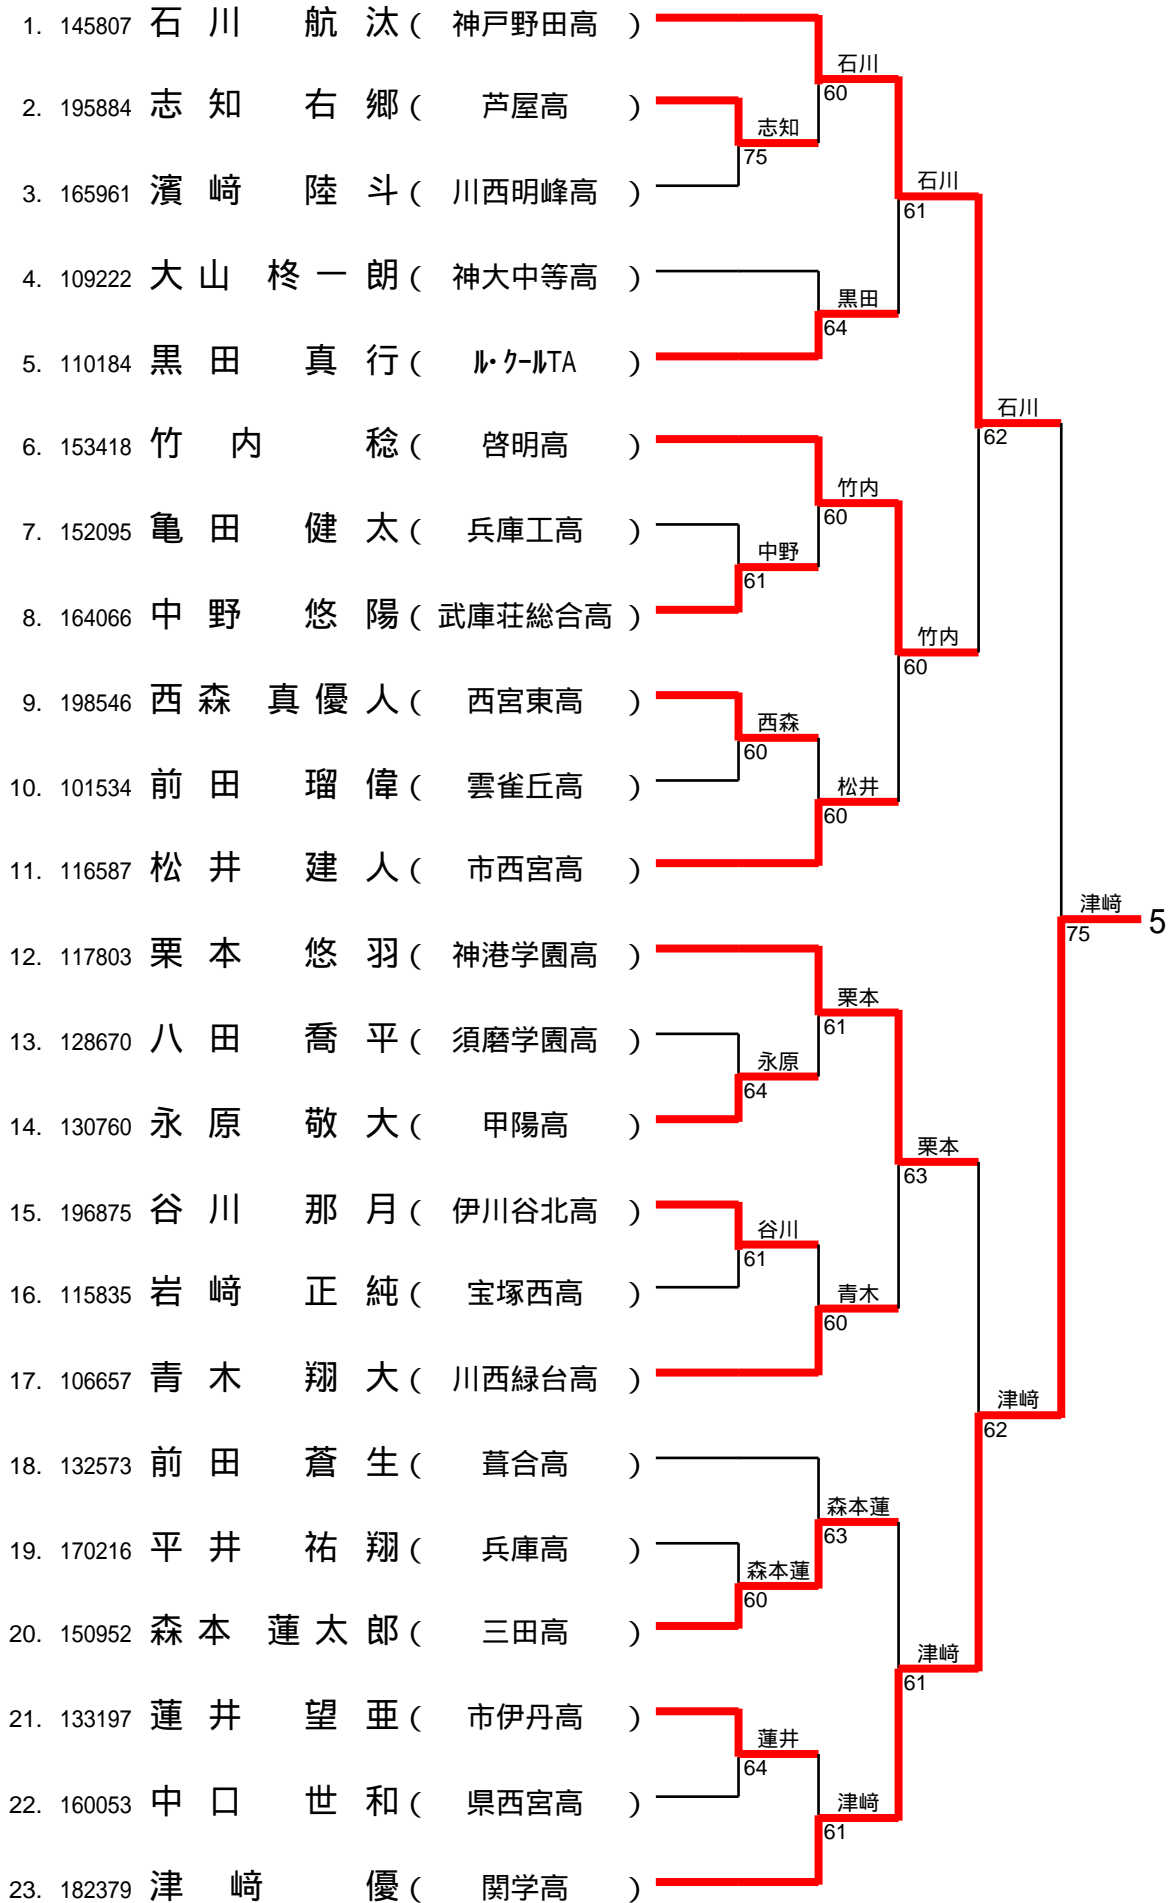 1. 145807 石川 航汰 ( 神戸野田高 )
石川
60
2. 195884 志知 右郷 ( 芦屋高 )
志知
75
3. 165961 濱﨑 陸斗 ( 川西明峰高 )
石川
61
4. 109222 大山 柊一朗 ( 神大中等高 )
黒田
64
5. 110184 黒田 真行 ( ル・クールTA )
石川
62
6. 153418 竹内 稔 ( 啓明高 )
竹内
60
7. 152095 亀田 健太 ( 兵庫工高 )
中野
61
8. 164066 中野 悠陽 ( 武庫荘総合高 )
竹内
60
9. 198546 西森 真優人 ( 西宮東高 )
西森
60
10. 101534 前田 瑠偉 ( 雲雀丘高 )
松井
60
11. 116587 松井 建人 ( 市西宮高 )
津﨑
75
5
12. 117803 栗本 悠羽 ( 神港学園高 )
栗本
61
13. 128670 八田 喬平 ( 須磨学園高 )
永原
64
14. 130760 永原 敬大 ( 甲陽高 )
栗本
63
15. 196875 谷川 那月 ( 伊川谷北高 )
谷川
61
16. 115835 岩﨑 正純 ( 宝塚西高 )
青木
60
17. 106657 青木 翔大 ( 川西緑台高 )
津﨑
62
18. 132573 前田 蒼生 ( 葺合高 )
森本蓮
63
19. 170216 平井 祐翔 ( 兵庫高 )
森本蓮
60
20. 150952 森本 蓮太郎 ( 三田高 )
津﨑
61
21. 133197 蓮井 望亜 ( 市伊丹高 )
蓮井
64
22. 160053 中口 世和 ( 県西宮高 )
津﨑
61
23. 182379 津﨑 優 ( 関学高 )